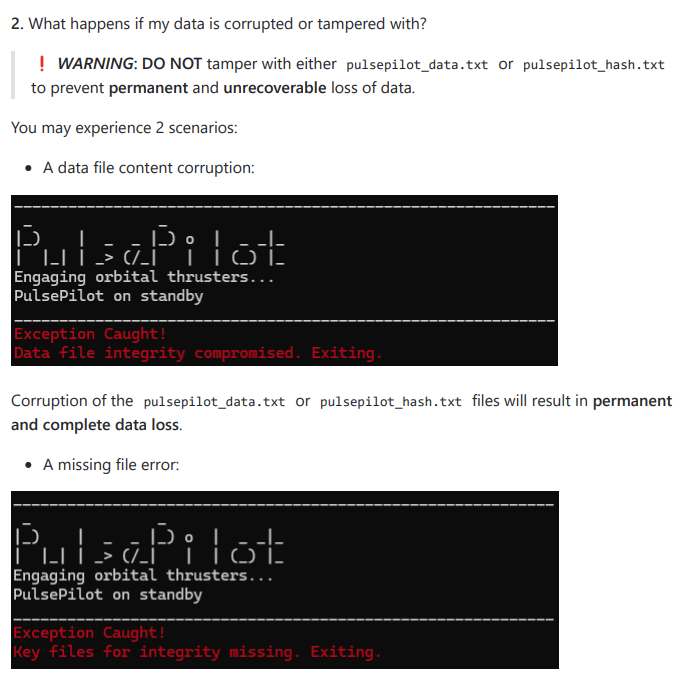 2. What happens if my data is corrupted or tampered with?
❗ WARNING: DO NOT tamper with either pulsepilot_data.txt or pulsepilot_hash.txt
to prevent permanent and unrecoverable loss of data.
You may experience 2 scenarios:
• A data file content corruption:
PulsePilot
Engaging orbital thrusters...
PulsePilot on standby
Exception Caught!
Data file integrity compromised. Exiting.
Corruption of the pulsepilot_data.txt or pulsepilot_hash.txt files will result in permanent
and complete data loss.
• A missing file error:
PulsePilot
Engaging orbital thrusters...
PulsePilot on standby
Exception Caught!
Key files for integrity missing. Exiting.